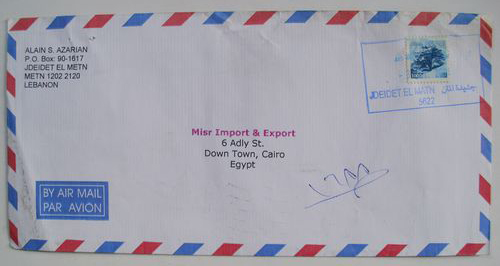 ALAIN S. AZARIAN
P.O. Box: 90-1617
JDEIDET EL METN
METN 1202 2120
LEBANON
JDEIDET EL METN جديدة المتن
5622
Misr Import & Export
6 Adly St.
Down Town, Cairo
Egypt
BY AIR MAIL
PAR AVION